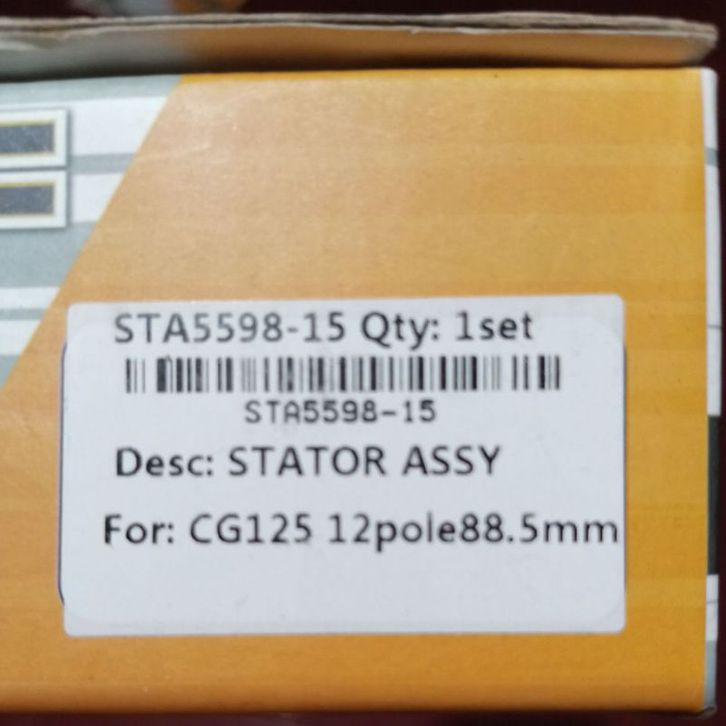 STA5598-15 Qty: 1set
STA5598-15
Desc: STATOR ASSY
For: CG125 12pole88.5mm